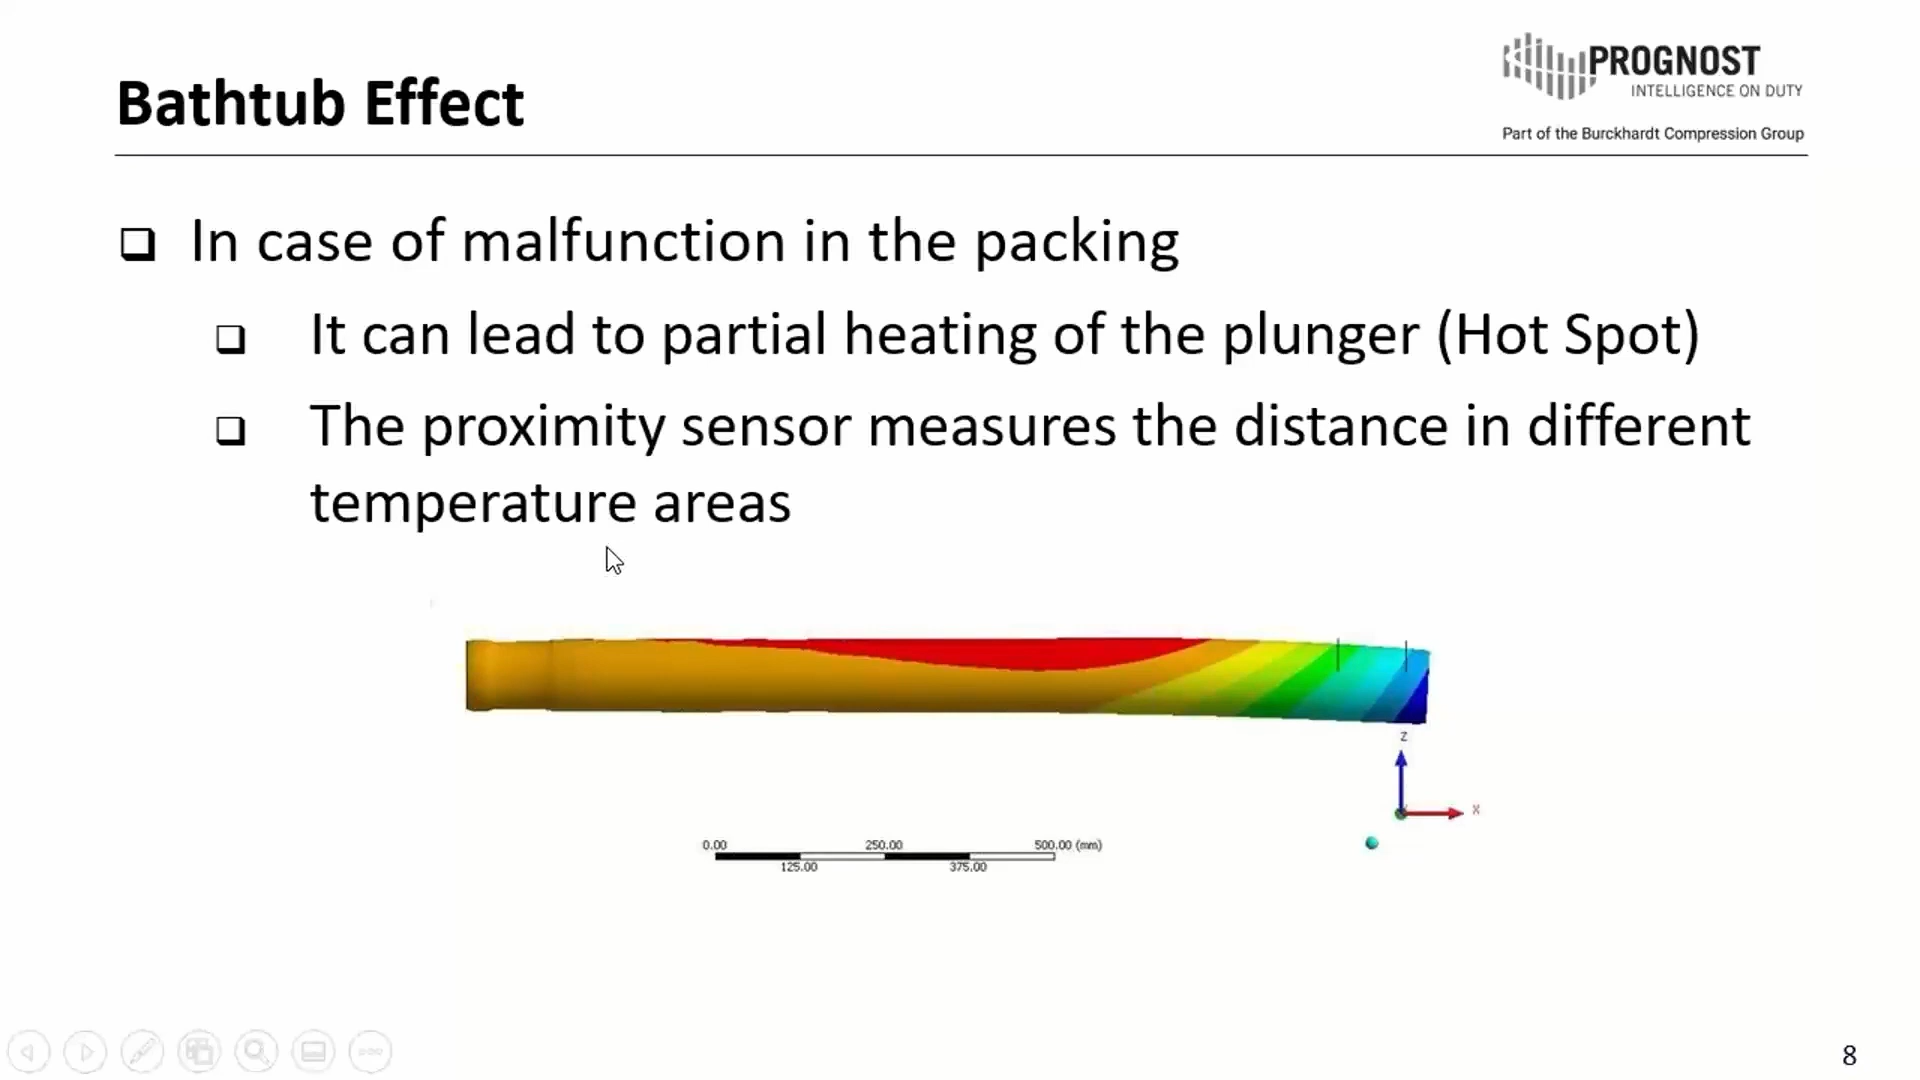 Bathtub Effect
PROGNOST
INTELLIGENCE ON DUTY
Part of the Burckhardt Compression Group
In case of malfunction in the packing
It can lead to partial heating of the plunger (Hot Spot)
The proximity sensor measures the distance in different
temperature areas
Z
X
0.00 250.00 500.00 (mm)
125.00 375.00
8